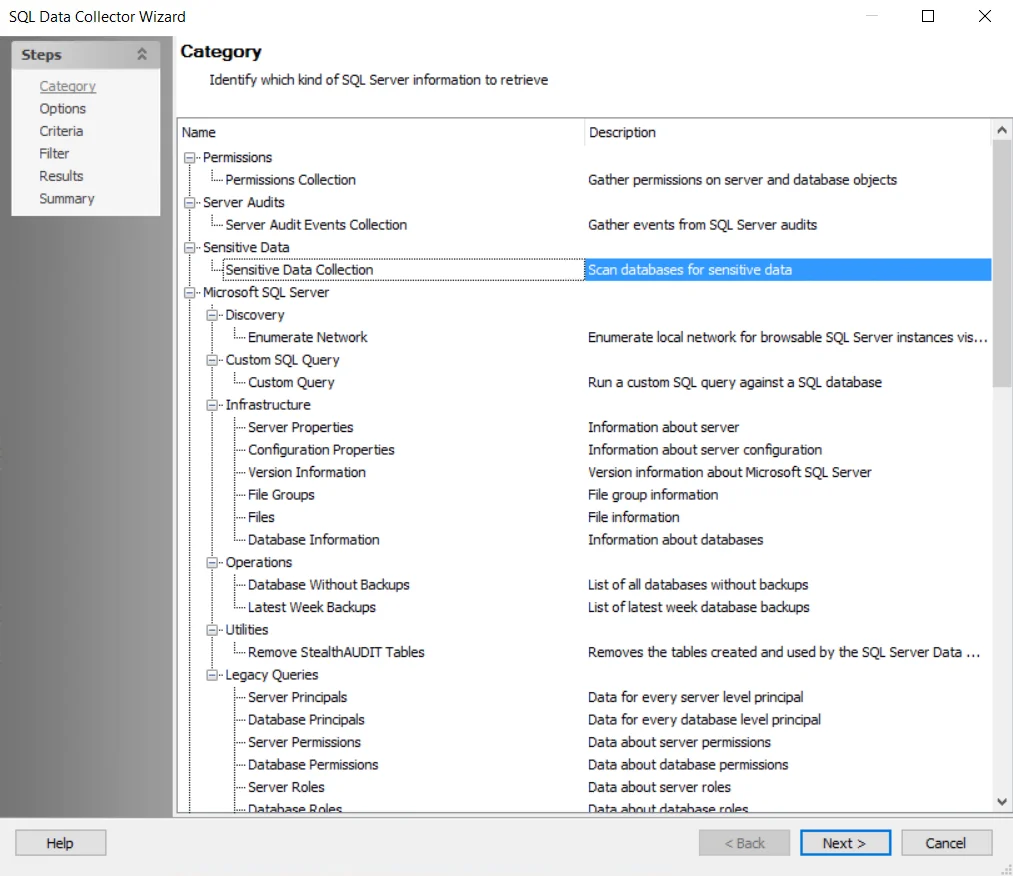 SQL Data Collector Wizard
Steps
Category
Options
Criteria
Filter
Results
Summary
Category
Identify which kind of SQL Server information to retrieve
Name Description
Permissions
Permissions Collection Gather permissions on server and database objects
Server Audits
Server Audit Events Collection Gather events from SQL Server audits
Sensitive Data
Sensitive Data Collection Scan databases for sensitive data
Microsoft SQL Server
Discovery
Enumerate Network Enumerate local network for browsable SQL Server instances vis...
Custom SQL Query
Custom Query Run a custom SQL query against a SQL database
Infrastructure
Server Properties Information about server
Configuration Properties Information about server configuration
Version Information Version information about Microsoft SQL Server
File Groups File group information
Files File information
Database Information Information about databases
Operations
Database Without Backups List of all databases without backups
Latest Week Backups List of latest week database backups
Utilities
Remove StealthAUDIT Tables Removes the tables created and used by the SQL Server Data ...
Legacy Queries
Server Principals Data for every server level principal
Database Principals Data for every database level principal
Server Permissions Data about server permissions
Database Permissions Data about database permissions
Server Roles Data about server roles
Database Roles Data about database roles
Help < Back Next > Cancel